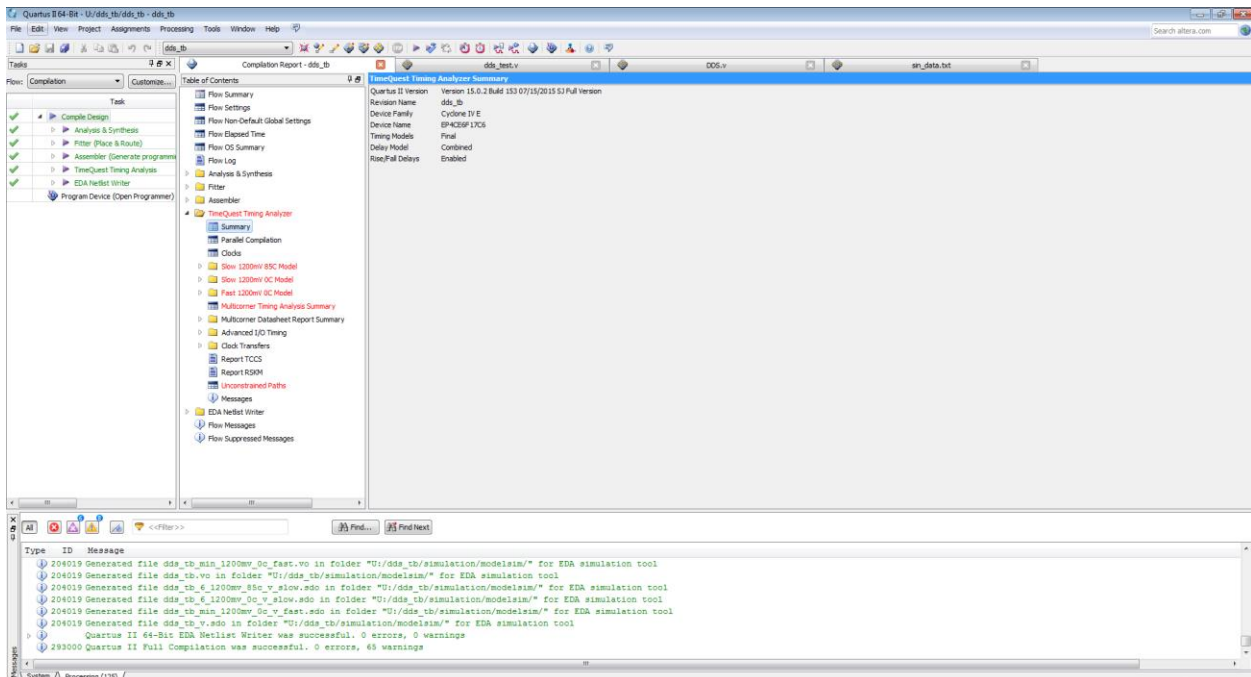 Quartus II 64-Bit - U:/dds_tb/dds_tb - dds_tb
File Edit View Project Assignments Processing Tools Window Help
Search altera.com
dds_tb
Tasks
Flow: Compilation Customize...
Task
Compile Design
Analysis & Synthesis
Fitter (Place & Route)
Assembler (Generate programmi
TimeQuest Timing Analysis
EDA Netlist Writer
Program Device (Open Programmer)
Compilation Report - dds_tb
dds_test.v
DDS.v
sin_data.txt
Table of Contents
Flow Summary
Flow Settings
Flow Non-Default Global Settings
Flow Elapsed Time
Flow OS Summary
Flow Log
Analysis & Synthesis
Fitter
Assembler
TimeQuest Timing Analyzer
Summary
Parallel Compilation
Clocks
Slow 1200mV 85C Model
Slow 1200mV 0C Model
Fast 1200mV 0C Model
Multicorner Timing Analysis Summary
Multicorner Datasheet Report Summary
Advanced I/O Timing
Clock Transfers
Report TCCS
Report RSKM
Unconstrained Paths
Messages
EDA Netlist Writer
Flow Messages
Flow Suppressed Messages
TimeQuest Timing Analyzer Summary
Quartus II Version Version 15.0.2 Build 153 07/15/2015 SJ Full Version
Revision Name dds_tb
Device Family Cyclone IV E
Device Name EP4CE6F17C6
Timing Models Final
Delay Model Combined
Rise/Fall Delays Enabled
All <<Filter>> Find... Find Next
Type ID Message
204019 Generated file dds_tb_min_1200mv_0c_fast.vo in folder "U:/dds_tb/simulation/modelsim/" for EDA simulation tool
204019 Generated file dds_tb.vo in folder "U:/dds_tb/simulation/modelsim/" for EDA simulation tool
204019 Generated file dds_tb_6_1200mv_85c_v_slow.sdo in folder "U:/dds_tb/simulation/modelsim/" for EDA simulation tool
204019 Generated file dds_tb_6_1200mv_0c_v_slow.sdo in folder "U:/dds_tb/simulation/modelsim/" for EDA simulation tool
204019 Generated file dds_tb_min_1200mv_0c_v_fast.sdo in folder "U:/dds_tb/simulation/modelsim/" for EDA simulation tool
204019 Generated file dds_tb_v.sdo in folder "U:/dds_tb/simulation/modelsim/" for EDA simulation tool
Quartus II 64-Bit EDA Netlist Writer was successful. 0 errors, 0 warnings
293000 Quartus II Full Compilation was successful. 0 errors, 65 warnings
Messages
System Processing (125)